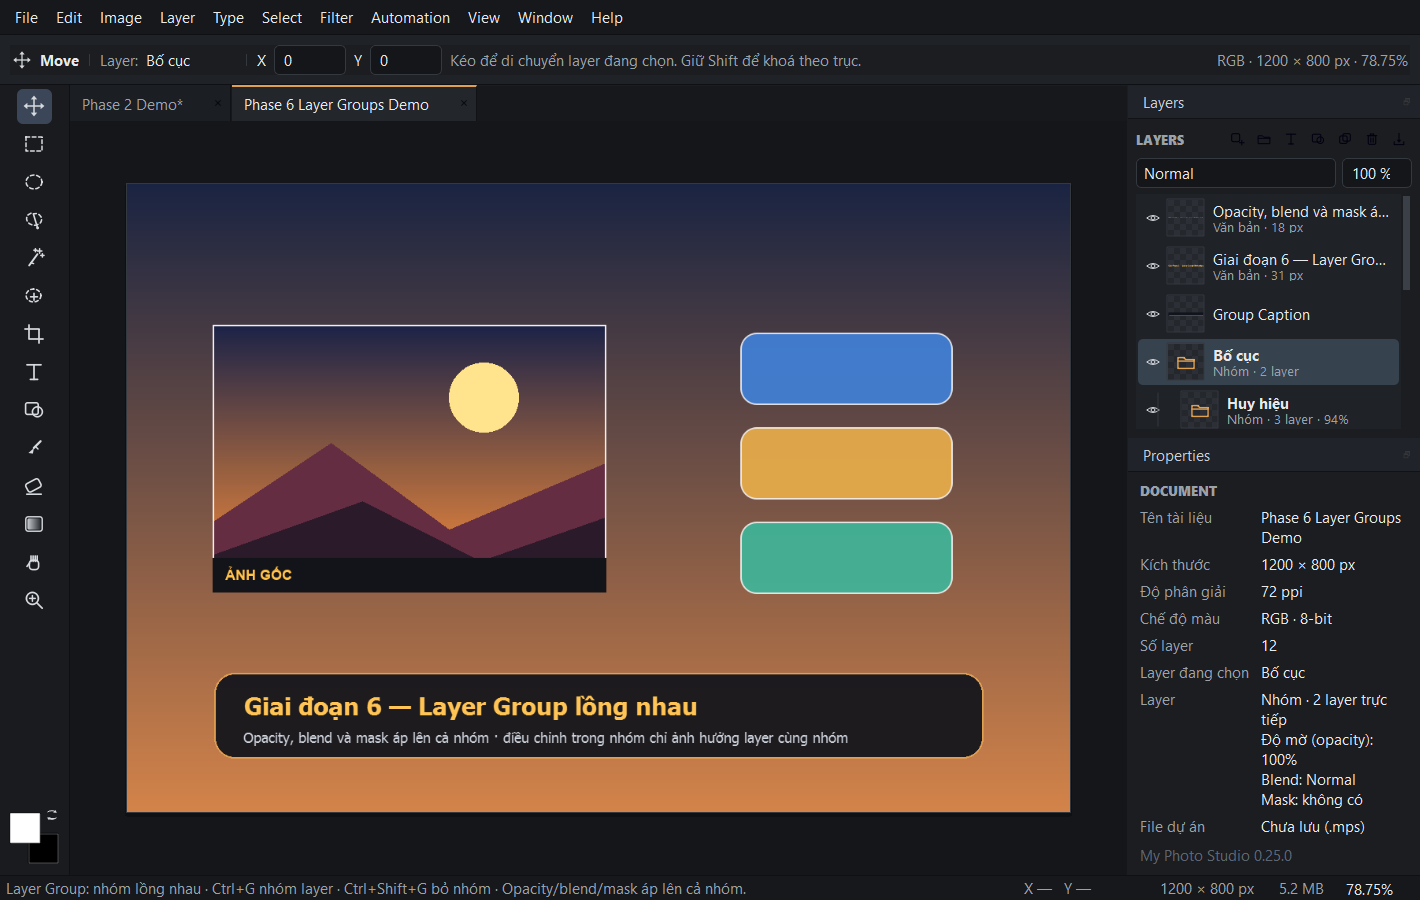 File Edit Image Layer Type Select Filter Automation View Window Help
Move Layer: Bố cục X 0 Y 0 Kéo để di chuyển layer đang chọn. Giữ Shift để khoá theo trục. RGB · 1200 × 800 px · 78.75%
Phase 2 Demo* × Phase 6 Layer Groups Demo ×
ẢNH GỐC
Giai đoạn 6 — Layer Group lồng nhau
Opacity, blend và mask áp lên cả nhóm · điều chỉnh trong nhóm chỉ ảnh hưởng layer cùng nhóm
Layers
LAYERS
Normal 100 %
Opacity, blend và mask á...
Văn bản · 18 px
Giai đoạn 6 — Layer Gro...
Văn bản · 31 px
Group Caption
Bố cục
Nhóm · 2 layer
Huy hiệu
Nhóm · 3 layer · 94%
Properties
DOCUMENT
Tên tài liệu Phase 6 Layer Groups
Demo
Kích thước 1200 × 800 px
Độ phân giải 72 ppi
Chế độ màu RGB · 8-bit
Số layer 12
Layer đang chọn Bố cục
Layer Nhóm · 2 layer trực
tiếp
Độ mờ (opacity):
100%
Blend: Normal
Mask: không có
File dự án Chưa lưu (.mps)
My Photo Studio 0.25.0
Layer Group: nhóm lồng nhau · Ctrl+G nhóm layer · Ctrl+Shift+G bỏ nhóm · Opacity/blend/mask áp lên cả nhóm. X — Y — 1200 × 800 px 5.2 MB 78.75%